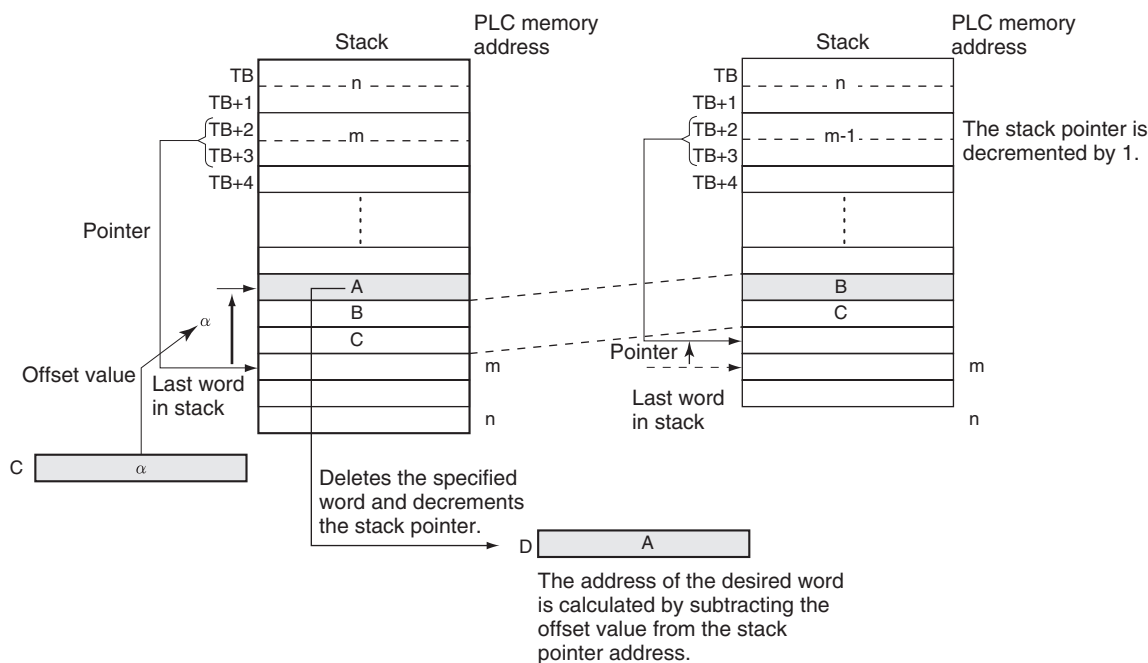 PLC memory
address
Stack
TB
n
TB+1
TB+2
m
TB+3
TB+4
Pointer
A
B
C
α
Offset value
Last word
in stack
m
n
C
α
Deletes the specified
word and decrements
the stack pointer.
D
A
The address of the desired word
is calculated by subtracting the
offset value from the stack
pointer address.
PLC memory
address
Stack
TB
n
TB+1
TB+2
m-1
TB+3
TB+4
The stack pointer is
decremented by 1.
B
C
Pointer
m
Last word
in stack
n